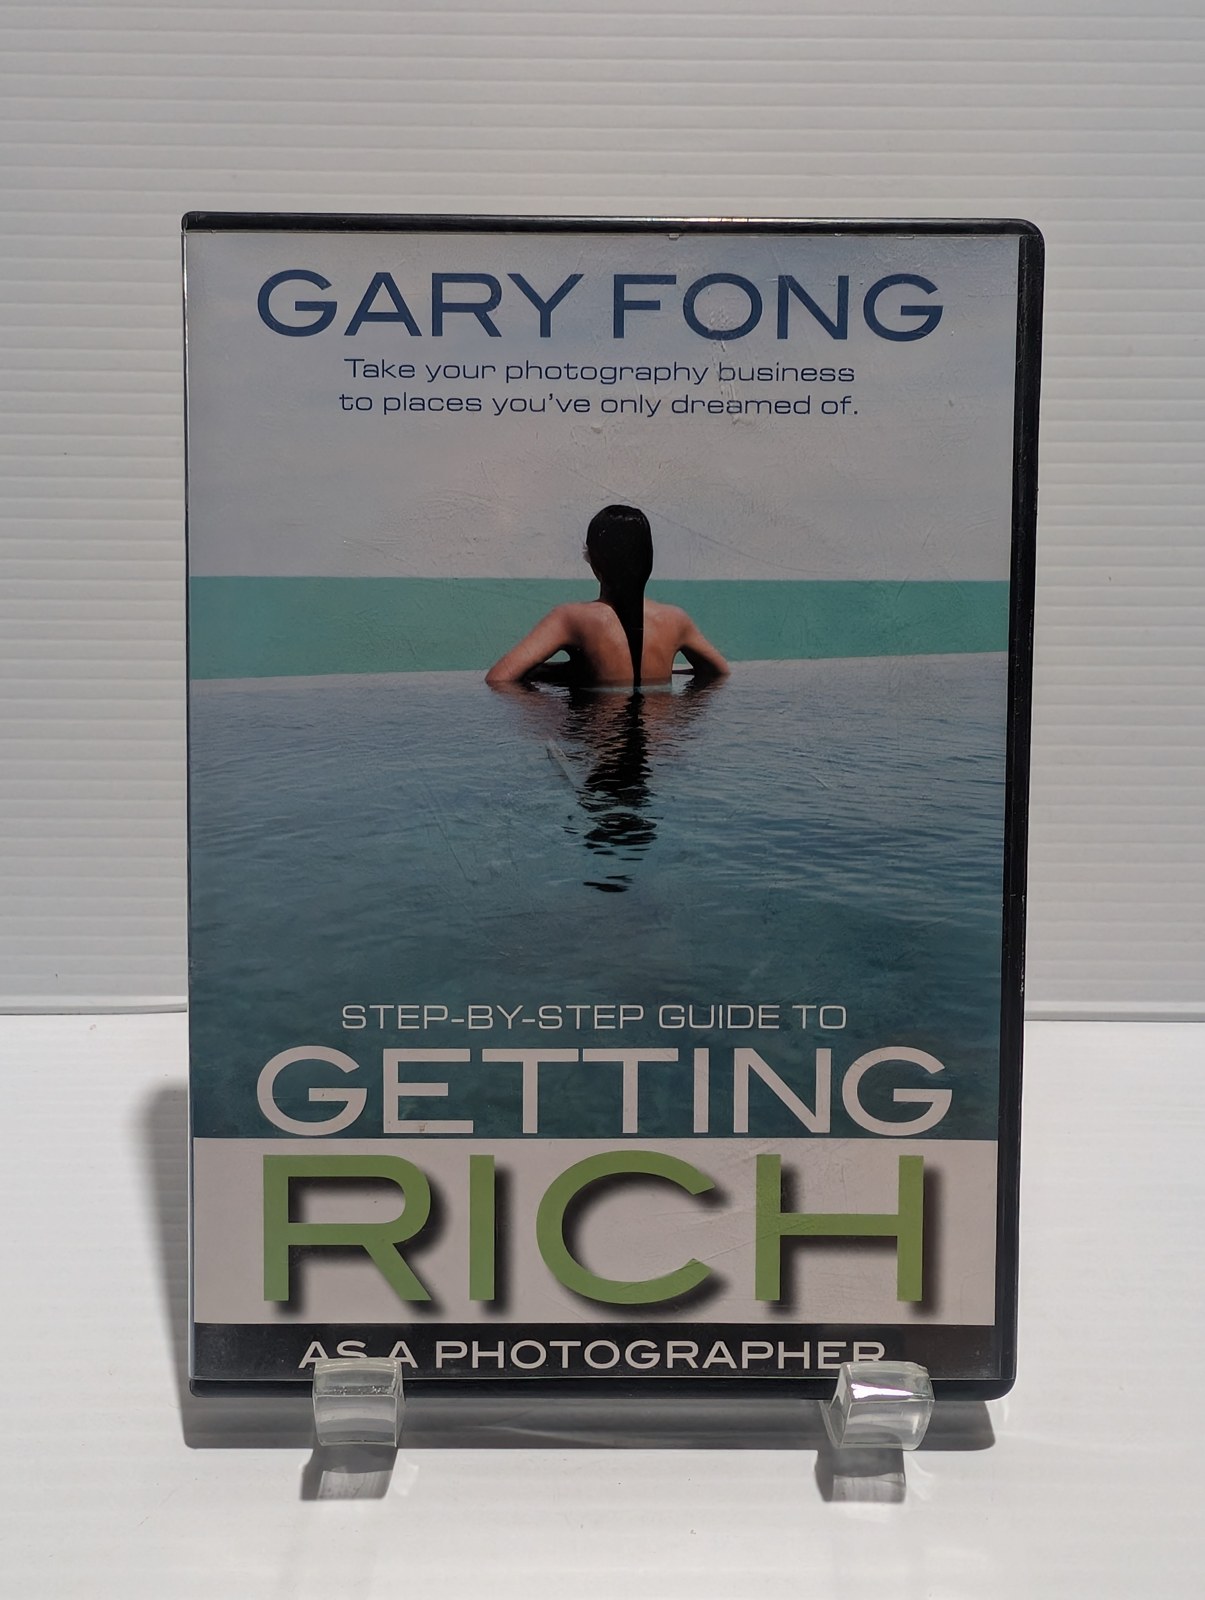 GARY FONG
Take your photography business
to places you've only dreamed of.
STEP-BY-STEP GUIDE TO
GETTING
RICH
AS A PHOTOGRAPHER